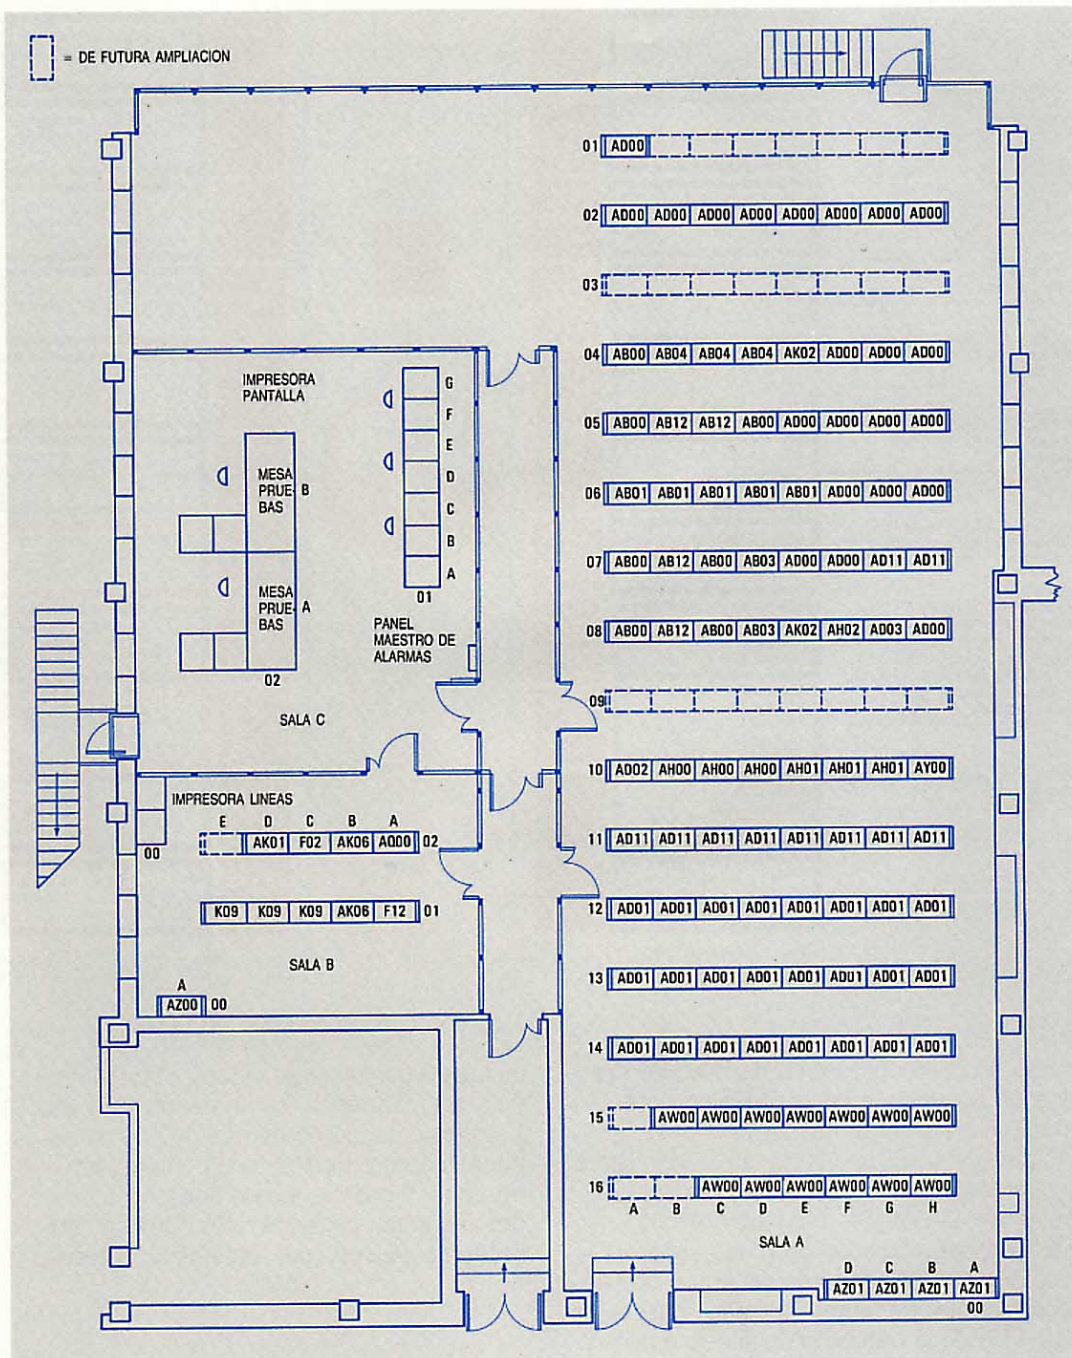 = DE FUTURA AMPLIACION
01 AD00
02 AD00 AD00 AD00 AD00 AD00 AD00 AD00 AD00
03
04 AB00 AB04 AB04 AB04 AK02 AD00 AD00 AD00
05 AB00 AB12 AB12 AB00 AD00 AD00 AD00 AD00
06 AB01 AB01 AB01 AB01 AB01 AD00 AD00 AD00
07 AB00 AB12 AB00 AB03 AD00 AD00 AD11 AD11
08 AB00 AB12 AB00 AB03 AK02 AH02 AD03 AD00
09
10 AD02 AH00 AH00 AH00 AH01 AH01 AH01 AY00
11 AD11 AD11 AD11 AD11 AD11 AD11 AD11 AD11
12 AD01 AD01 AD01 AD01 AD01 AD01 AD01 AD01
13 AD01 AD01 AD01 AD01 AD01 AD01 AD01 AD01
14 AD01 AD01 AD01 AD01 AD01 AD01 AD01 AD01
15 AW00 AW00 AW00 AW00 AW00 AW00 AW00
16 AW00 AW00 AW00 AW00 AW00 AW00
A B C D E F G H
SALA A
D C B A
AZ01 AZ01 AZ01 AZ01
00
IMPRESORA
PANTALLA
G
F
E
D
C
B
A
01
MESA
PRUE-
BAS
B
MESA
PRUE-
BAS
A
02
PANEL
MAESTRO DE
ALARMAS
SALA C
IMPRESORA LINEAS
00
E D C B A
AK01 F02 AK06 AQ00 02
K09 K09 K09 AK06 F12 01
SALA B
A
AZ00 00